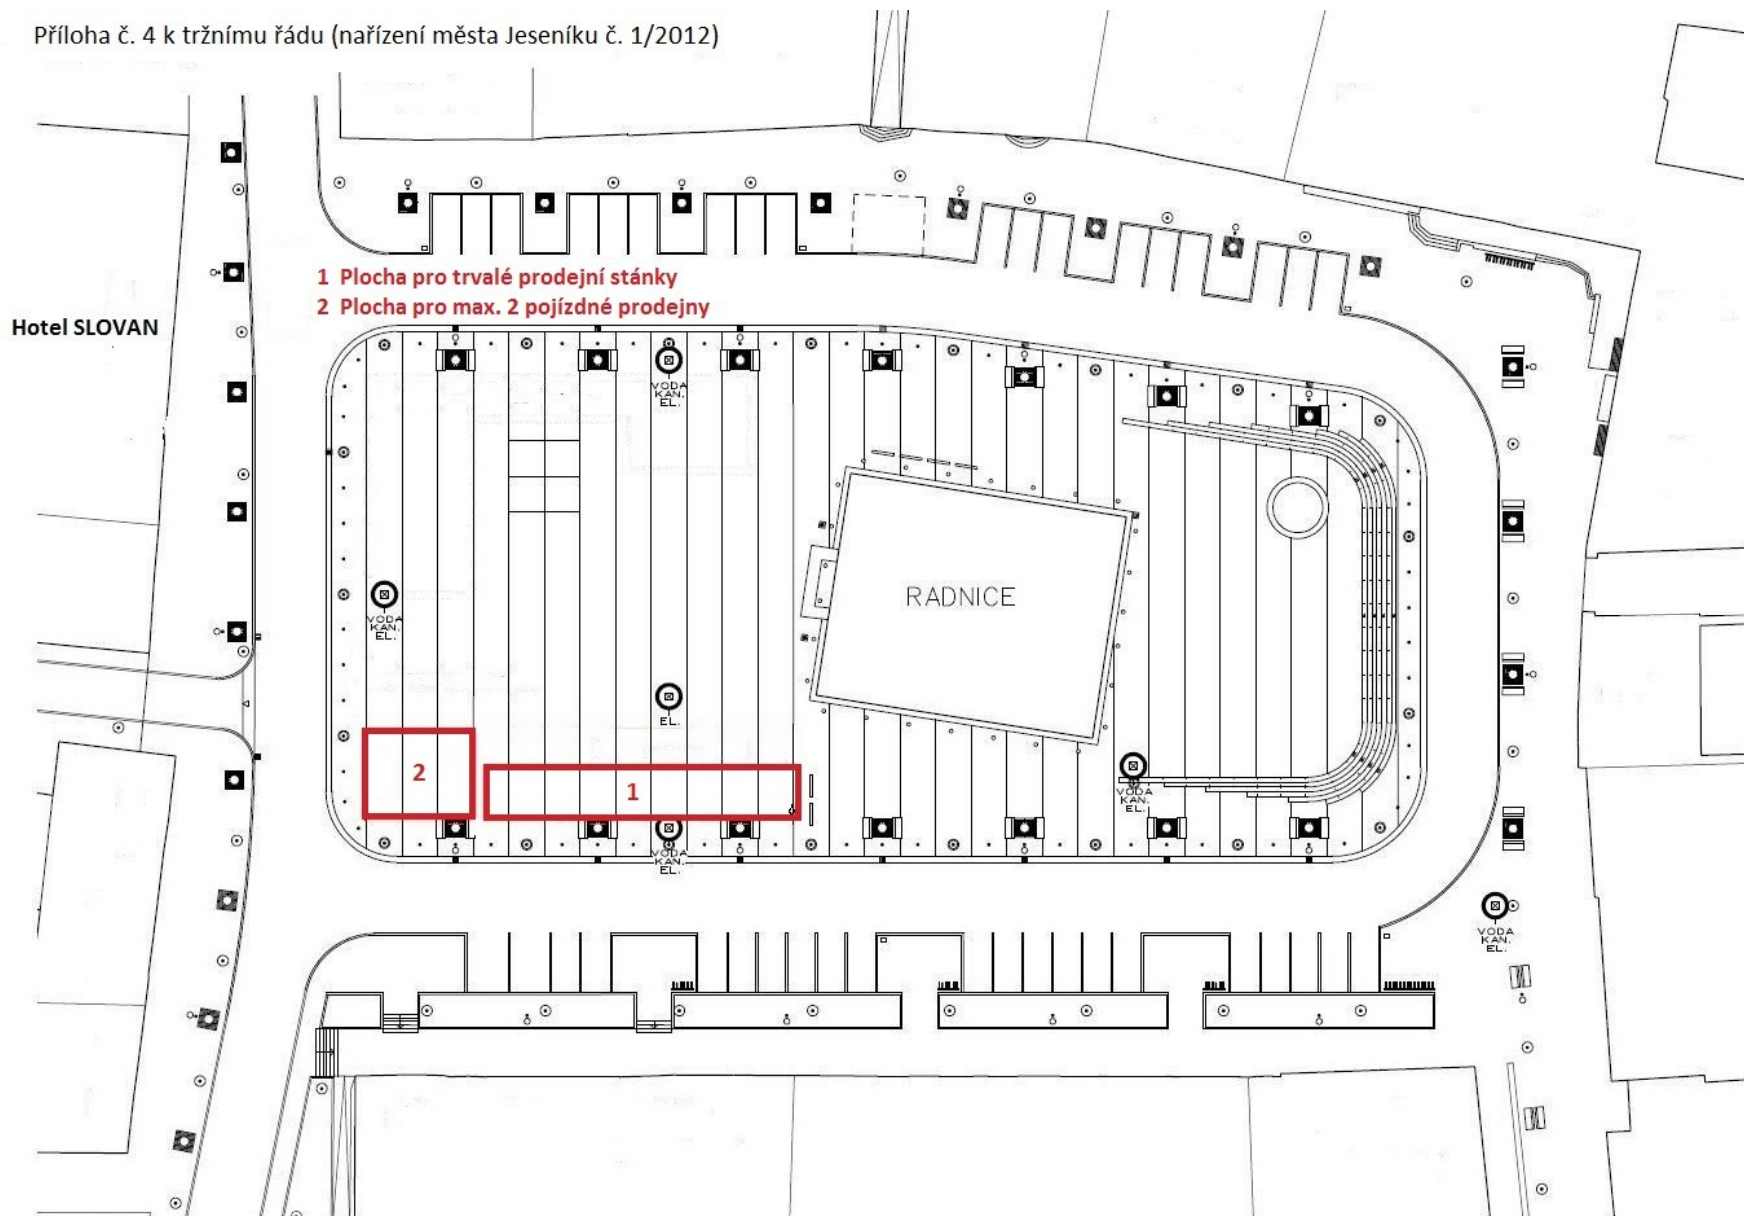 Příloha č. 4 k tržnímu řádu (nařízení města Jeseníku č. 1/2012)
1 Plocha pro trvalé prodejní stánky
2 Plocha pro max. 2 pojízdné prodejny
Hotel SLOVAN
VODA
KAN.
EL.
RADNICE
VODA
KAN.
EL.
EL.
2
1
VODA
KAN.
EL.
VODA
KAN.
EL.
VODA
KAN.
EL.